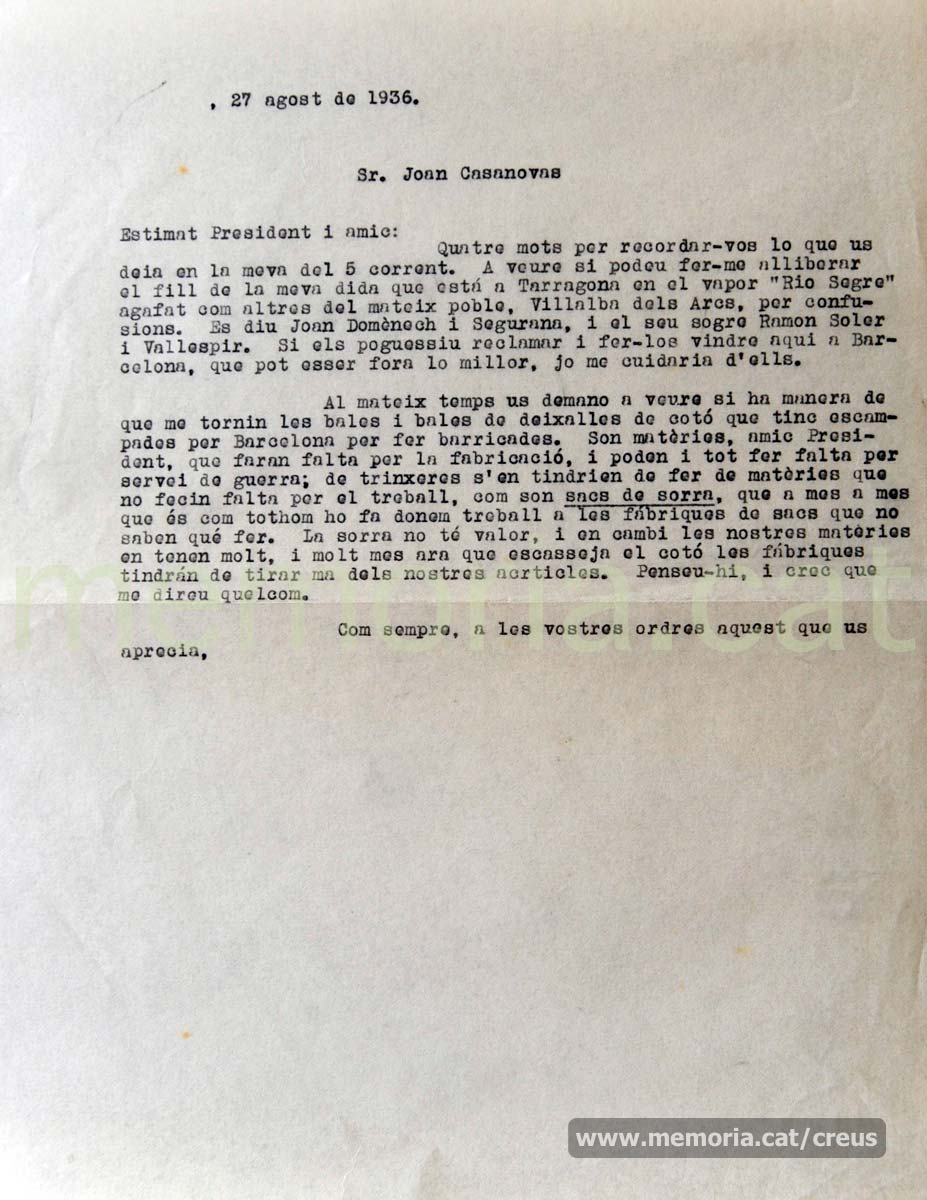 , 27 agost de 1936.
Sr. Joan Casanovas
Estimat President i amic:
Quatre mots per recordar-vos lo que us
deia en la meva del 5 corrent. A veure si podeu fer-me alliberar
el fill de la meva dida que está a Tarragona en el vapor "Rio Segre"
agafat com altres del mateix poble, Villalba dels Arcs, per confu-
sions. Es diu Joan Domènech i Segurana, i el seu sogre Ramon Soler
i Vallespir. Si els poguessiu reclamar i fer-los vindre aqui a Bar-
celona, que pot esser fora lo millor, jo me cuidaria d'ells.
Al mateix temps us demano a veure si ha manera de
que me tornin les bales i bales de deixalles de cotó que tinc escam-
pades per Barcelona per fer barricades. Son matèries, amic Presi-
dent, que faran falta per la fabricació, i poden i tot fer falta per
servei de guerra; de trinxeres s'en tindrien de fer de matèries que
no fecin falta per el treball, com son sacs de sorra, que a mes a mes
que és com tothom ho fa donem treball a les fábriques de sacs que no
saben qué fer. La sorra no té valor, i en cambi les nostres matèries
en tenen molt, i molt mes ara que escasseja el cotó les fábriques
tindrán de tirar ma dels nostres acrticles. Penseu-hi, i crec que
me direu quelcom.
Com sempre, a les vostres ordres aquest que us
aprecia,
memoria.cat
www.memoria.cat/creus